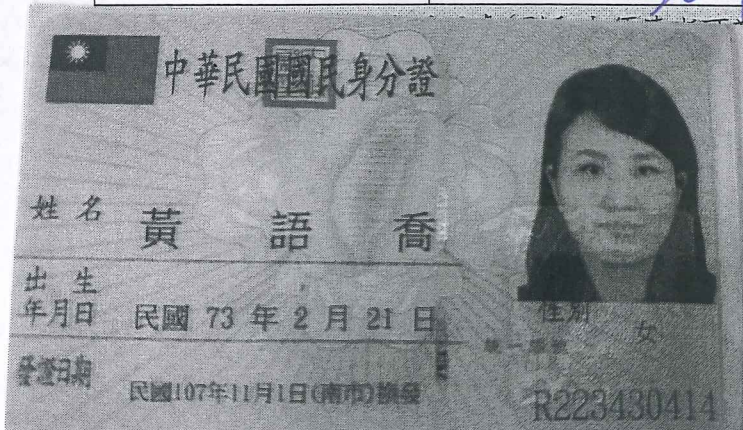 中華民國國民身分證
姓名 黃語喬
出生
年月日 民國 73 年 2 月 21 日
性別 女
發證日期 民國107年11月1日(南市)換發
R223430414